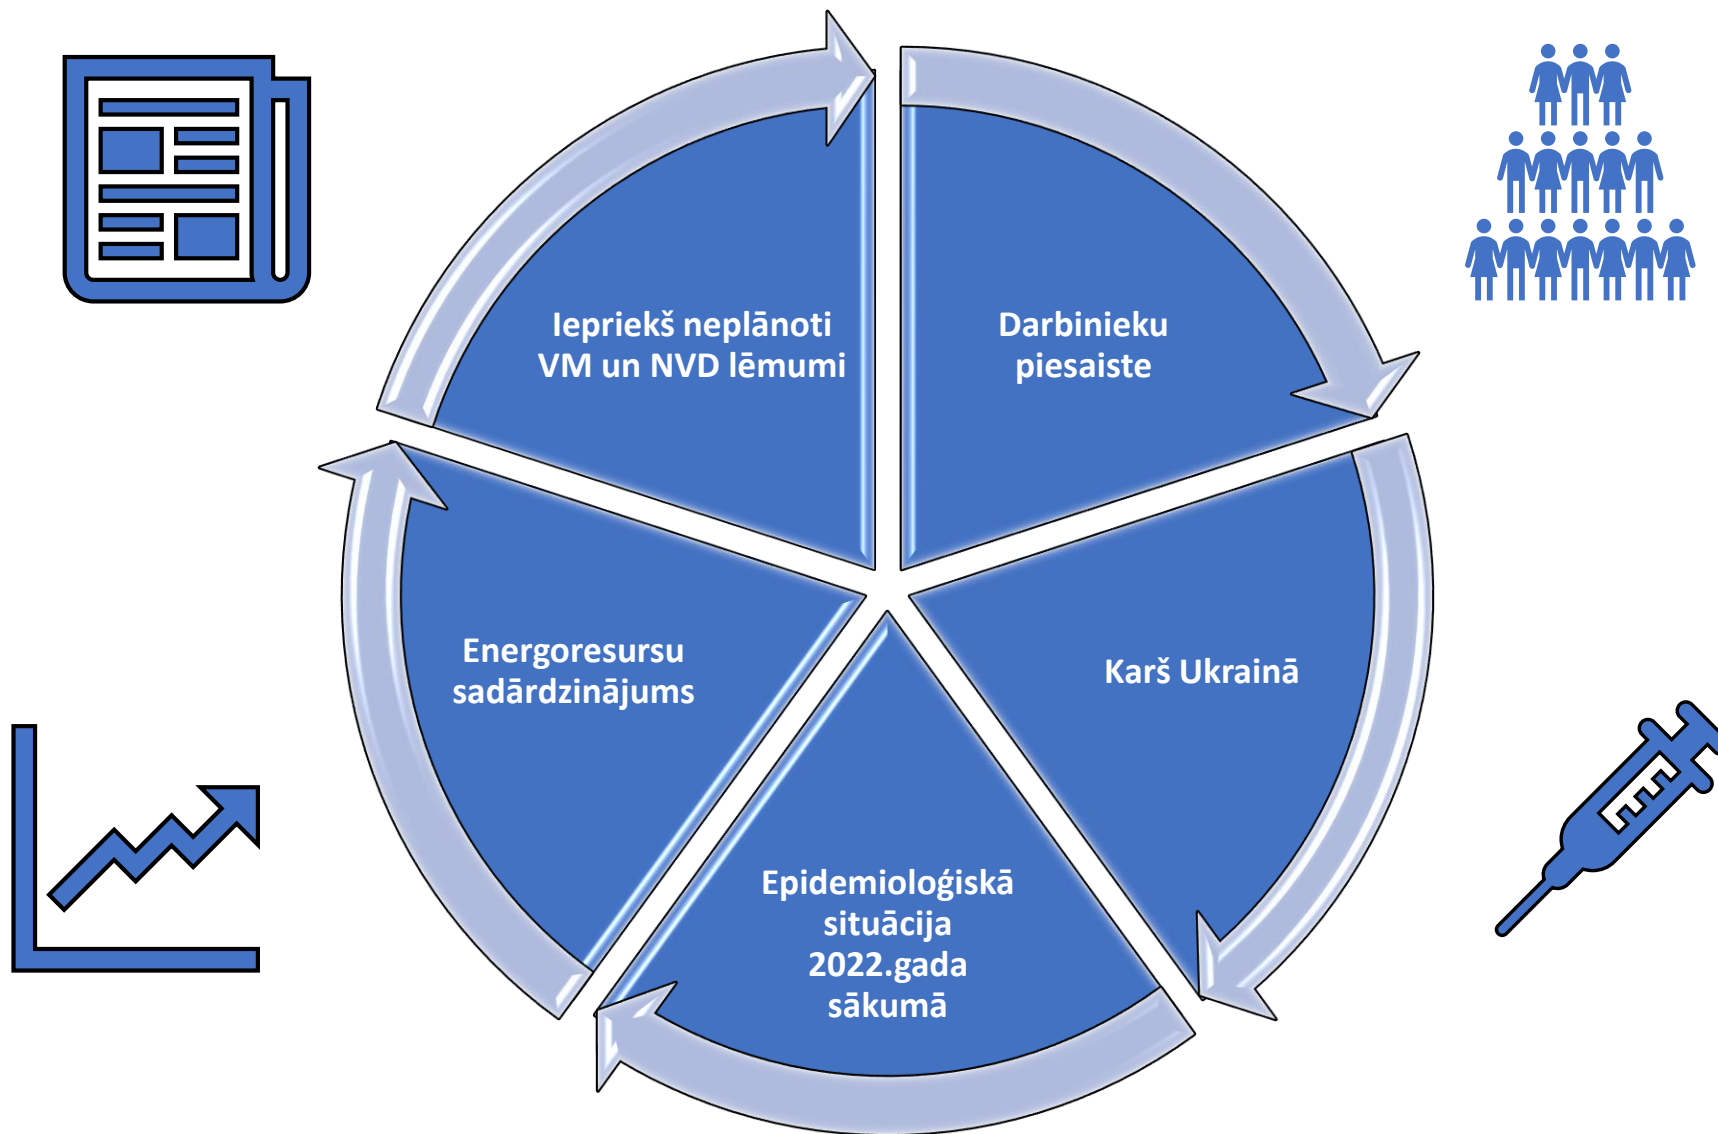 Iepriekš neplānoti
VM un NVD lēmumi
Darbinieku
piesaiste
Karš Ukrainā
Epidemioloģiskā
situācija
2022.gada
sākumā
Energoresursu
sadārdzinājums